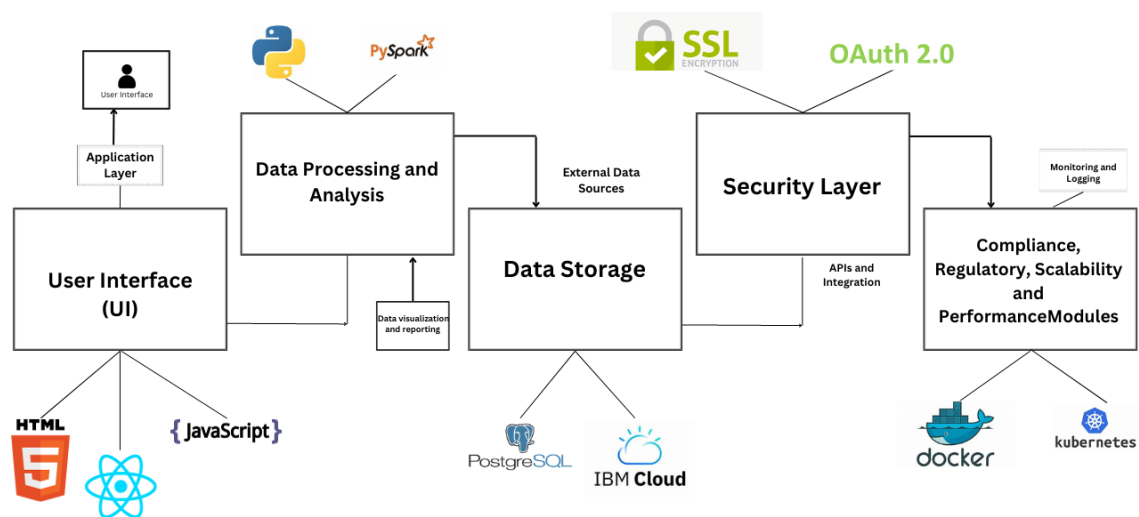 User Interface
Application
Layer
User Interface
(UI)
HTML
5
{JavaScript}
PySpark
Data Processing and
Analysis
Data visualization
and reporting
External Data
Sources
Data Storage
PostgreSQL
IBM Cloud
SSL
ENCRYPTION
OAuth 2.0
Security Layer
APIs and
Integration
Monitoring and
Logging
Compliance,
Regulatory, Scalability
and
PerformanceModules
docker
kubernetes